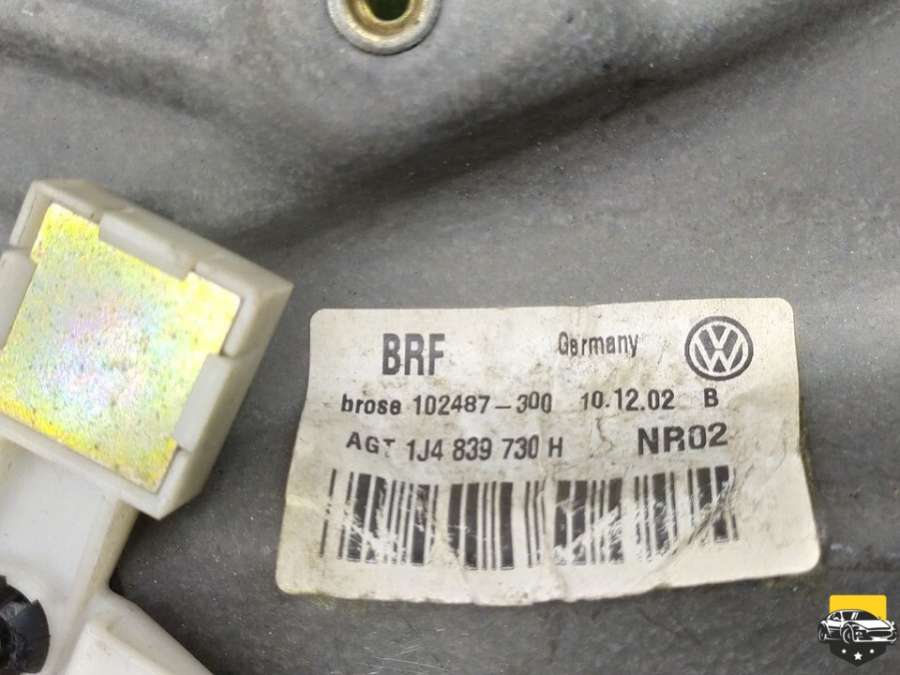 BRF Germany
brose 102487-300 10.12.02 B
AGT 1J4 839 730 H NR02